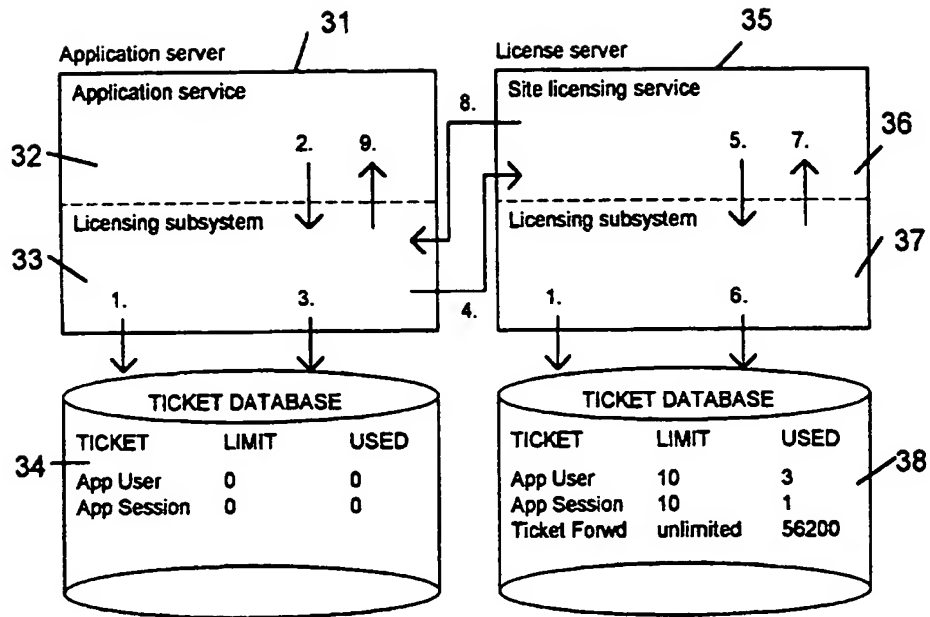 31
35
Application server
License server
Application service
Site licensing service
8.
32
2.
9.
5.
7.
36
Licensing subsystem
Licensing subsystem
33
37
1.
3.
4.
1.
6.
TICKET DATABASE
TICKET LIMIT USED
34
App User 0 0
App Session 0 0
TICKET DATABASE
TICKET LIMIT USED
38
App User 10 3
App Session 10 1
Ticket Forwd unlimited 56200